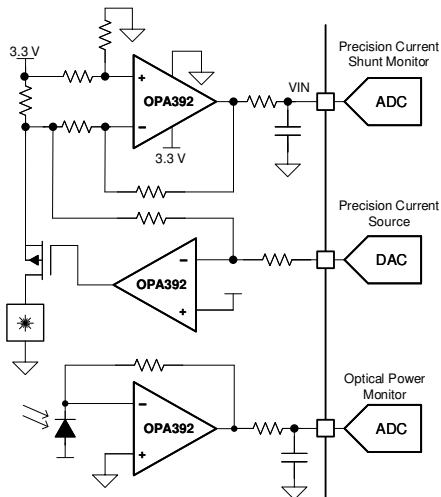 3.3 V
+
OPA392
−
3.3 V
VIN
Precision Current
Shunt Monitor
ADC
Precision Current
Source
DAC
−
OPA392
+
Optical Power
Monitor
−
OPA392
+
ADC